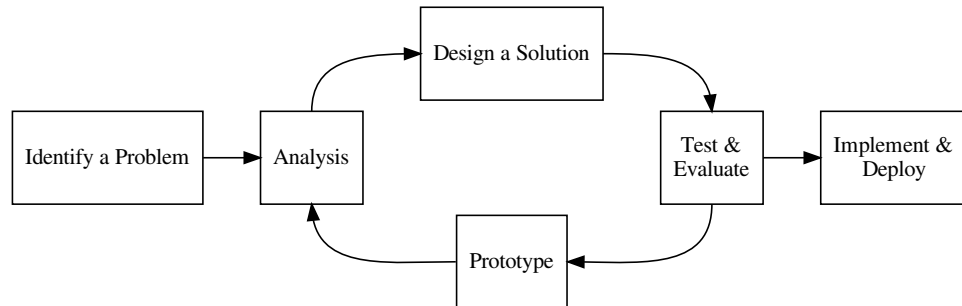 Design a Solution
Identify a Problem
Analysis
Test &
Evaluate
Implement &
Deploy
Prototype